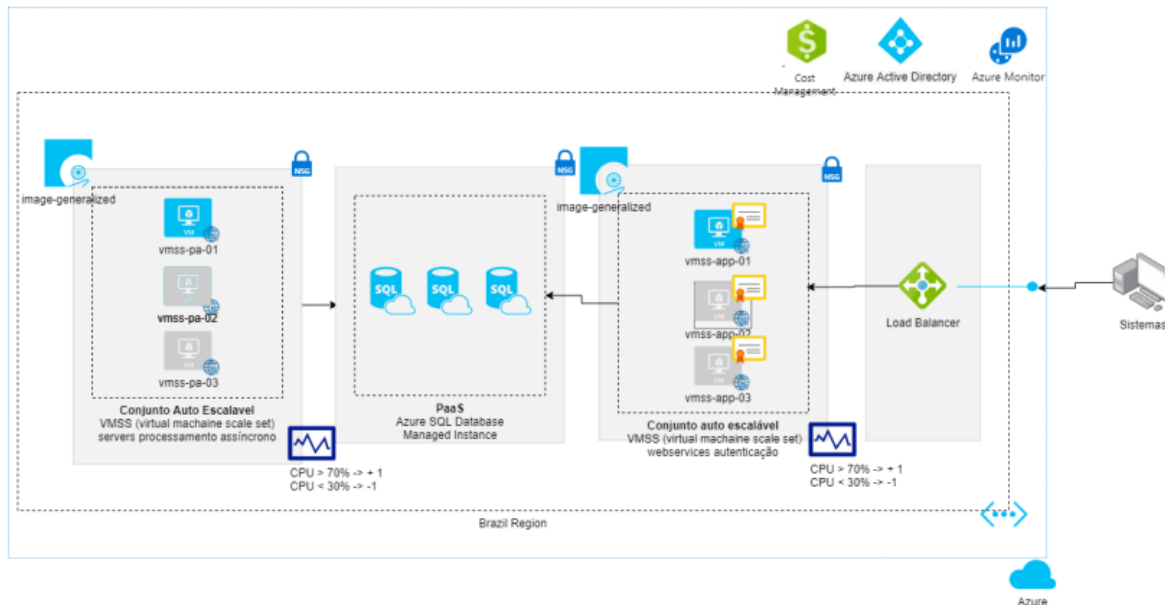 Cost
Management
Azure Active Directory
Azure Monitor
image-generalized
NSG
vmss-pa-01
VM
vmss-pa-02
vmss-pa-03
Conjunto Auto Escalavel
VMSS (virtual machaine scale set)
servers processamento assíncrono
CPU > 70% -> + 1
CPU < 30% -> -1
NSG
SQL
SQL
SQL
PaaS
Azure SQL Database
Managed Instance
image-generalized
NSG
VM
vmss-app-01
VM
vmss-app-02
VM
vmss-app-03
Conjunto auto escalável
VMSS (virtual machaine scale set)
webservices autenticação
CPU > 70% -> + 1
CPU < 30% -> -1
Load Balancer
Sistemas
Brazil Region
Azure